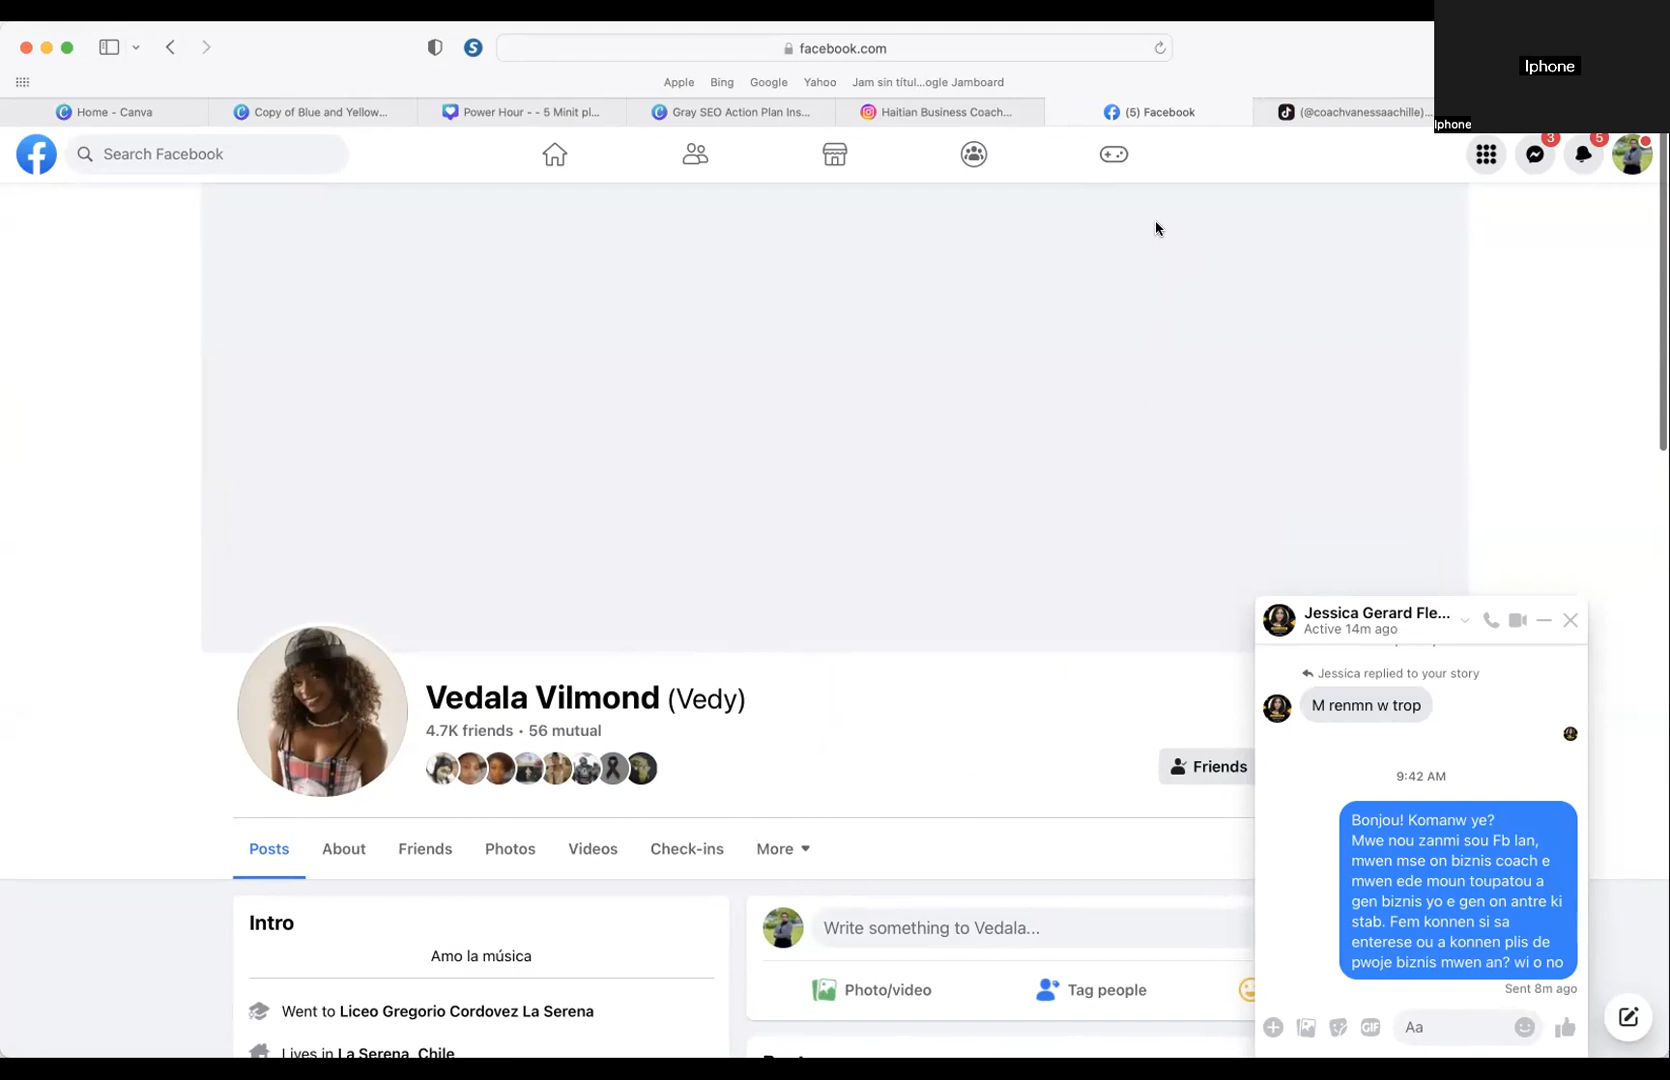 Iphone
Iphone
facebook.com
Apple Bing Google Yahoo Jam sin títul...ogle Jamboard
Home - Canva
Copy of Blue and Yellow...
Power Hour - - 5 Minit pl...
Gray SEO Action Plan Ins...
Haitian Business Coach...
(5) Facebook
(@coachvanessaachille)...
Search Facebook
3
5
Vedala Vilmond (Vedy)
4.7K friends • 56 mutual
Friends
Posts About Friends Photos Videos Check-ins More
Intro
Amo la música
Went to Liceo Gregorio Cordovez La Serena
Lives in La Serena, Chile
Write something to Vedala...
Photo/video
Tag people
Jessica Gerard Fle...
Active 14m ago
Jessica replied to your story
M renmn w trop
9:42 AM
Bonjou! Komanw ye?
Mwe nou zanmi sou Fb lan,
mwen mse on biznis coach e
mwen ede moun toupatou a
gen biznis yo e gen on antre ki
stab. Fem konnen si sa
enterese ou a konnen plis de
pwoje biznis mwen an? wi o no
Sent 8m ago
GIF
Aa